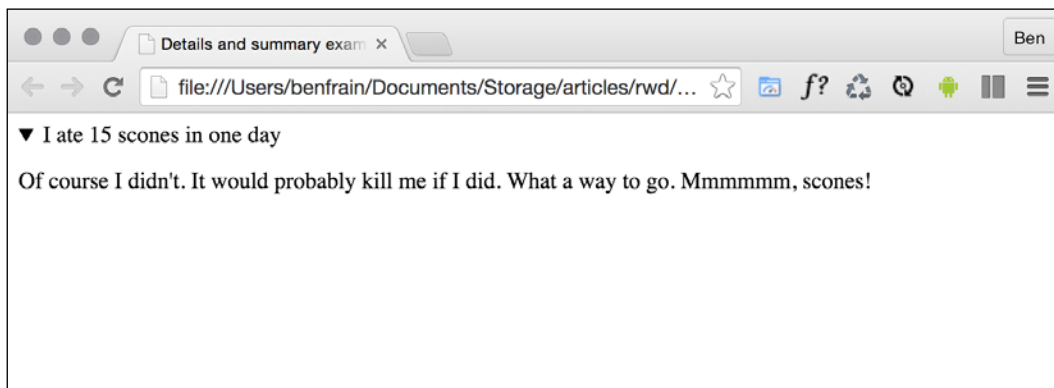 Details and summary exam
Ben
file:///Users/benfrain/Documents/Storage/articles/rwd/...
f?
▼ I ate 15 scones in one day
Of course I didn't. It would probably kill me if I did. What a way to go. Mmmmmm, scones!